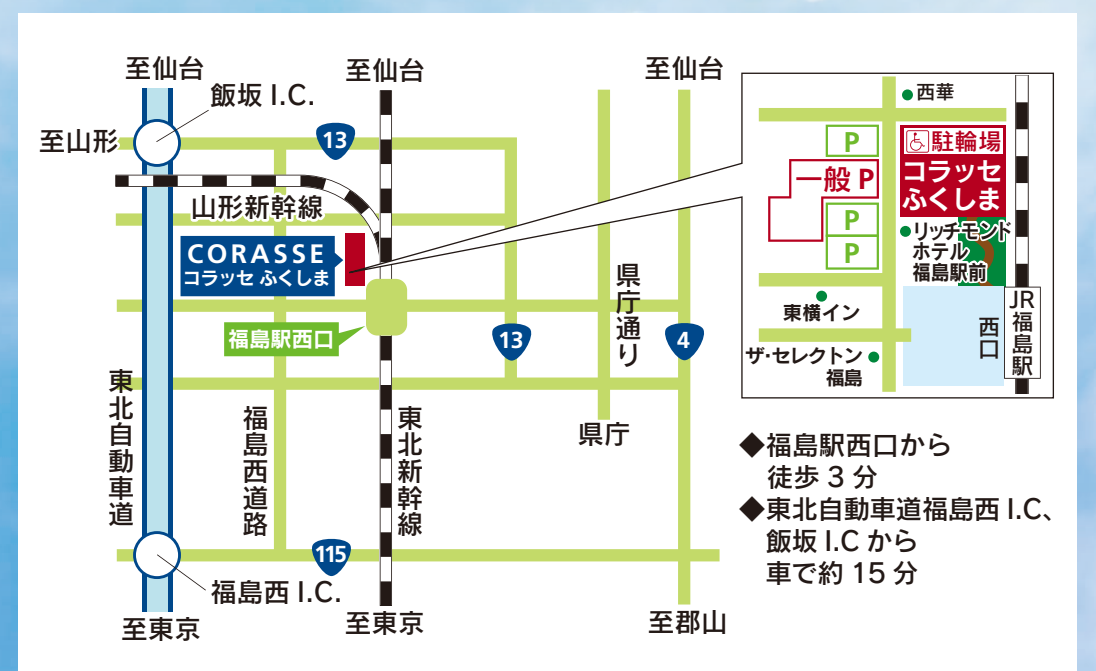 至仙台
至仙台
至仙台
飯坂 I.C.
至山形
13
山形新幹線
CORASSE
コラッセ ふくしま
福島駅西口
13
県庁通り
4
東北自動車道
福島西道路
東北新幹線
県庁
115
福島西 I.C.
至東京
至東京
至郡山
西華
P
駐輪場
一般 P
コラッセ
ふくしま
P
P
リッチモンド
ホテル
福島駅前
東横イン
西口
JR
福島駅
ザ・セレクトン
福島
◆福島駅西口から
徒歩 3 分
◆東北自動車道福島西 I.C、
飯坂 I.C から
車で約 15 分